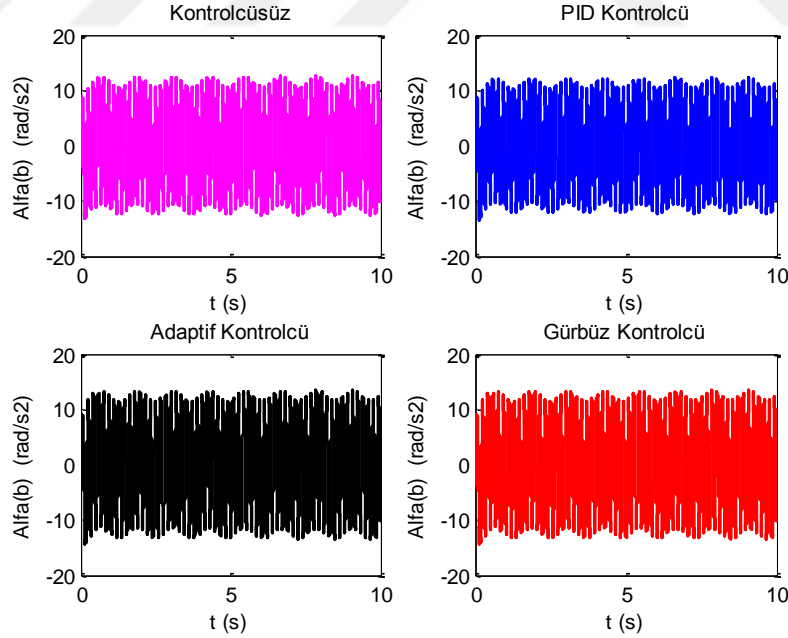 Kontrolcüsüz
20
10
0
-10
-20
Alfa(b) (rad/s2)
0 5 10
t (s)
PID Kontrolcü
20
10
0
-10
-20
Alfa(b) (rad/s2)
0 5 10
t (s)
Adaptif Kontrolcü
20
10
0
-10
-20
Alfa(b) (rad/s2)
0 5 10
t (s)
Gürbüz Kontrolcü
20
10
0
-10
-20
Alfa(b) (rad/s2)
0 5 10
t (s)